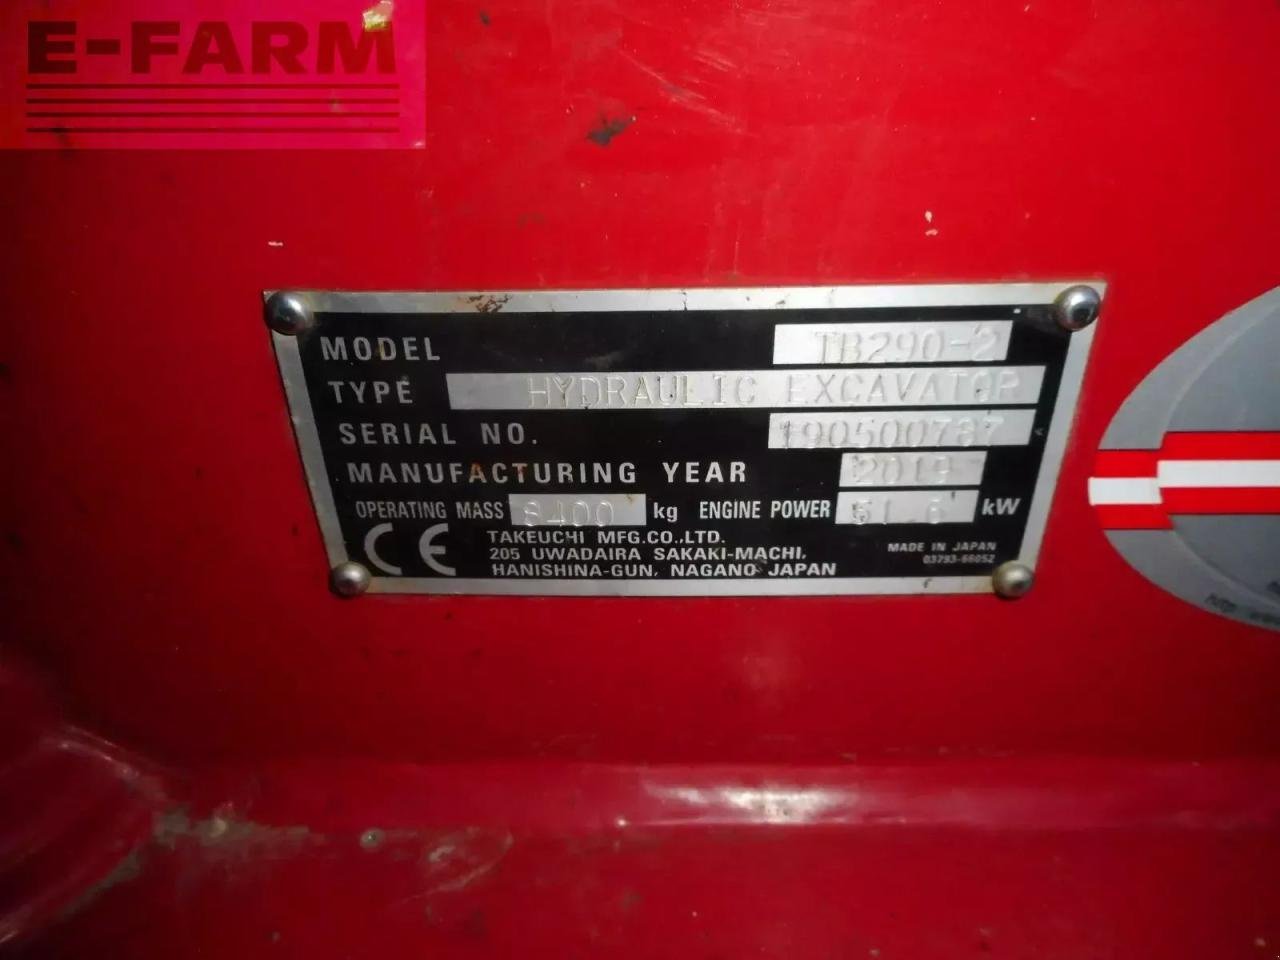 E-FARM
MODEL TB290-2
TYPE HYDRAULIC EXCAVATOR
SERIAL NO. 190500787
MANUFACTURING YEAR 2019
OPERATING MASS 8400 kg ENGINE POWER 51.6 kW
CE TAKEUCHI MFG.CO.,LTD.
205 UWADAIRA SAKAKI-MACHI,
HANISHINA-GUN, NAGANO JAPAN
MADE IN JAPAN
03793-66052